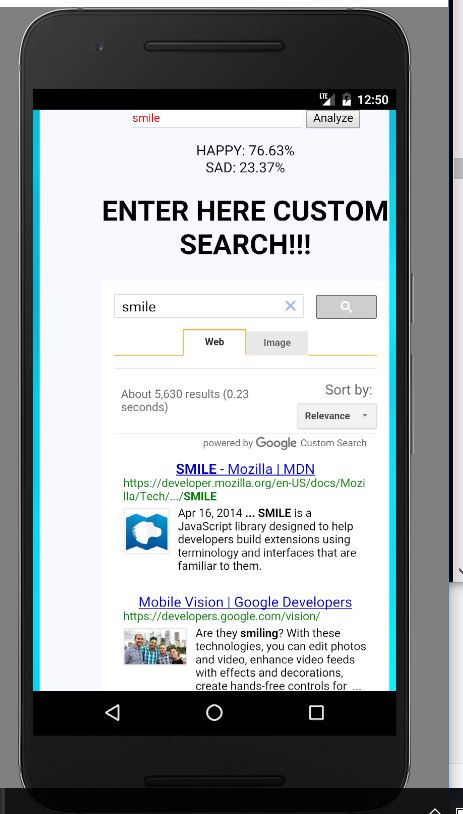 LTE 12:50
smile Analyze
HAPPY: 76.63%
SAD: 23.37%
ENTER HERE CUSTOM
SEARCH!!!
smile
Web Image
About 5,630 results (0.23
seconds)
Sort by:
Relevance
powered by Google Custom Search
SMILE - Mozilla | MDN
https://developer.mozilla.org/en-US/docs/Mozi
lla/Tech/.../SMILE
Apr 16, 2014 ... SMILE is a
JavaScript library designed to help
developers build extensions using
terminology and interfaces that are
familiar to them.
Mobile Vision | Google Developers
https://developers.google.com/vision/
Are they smiling? With these
technologies, you can edit photos
and video, enhance video feeds
with effects and decorations,
create hands-free controls for ...